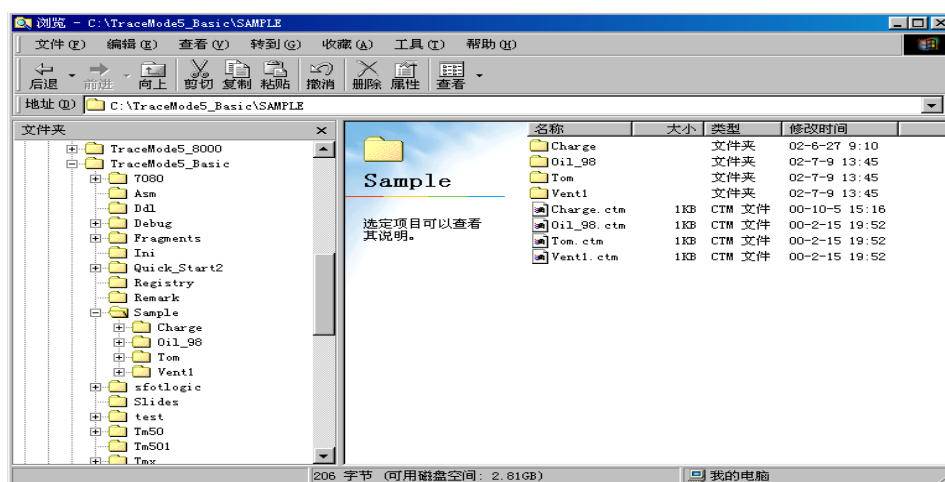 浏览 - C:\TraceMode5_Basic\SAMPLE
文件(F) 编辑(E) 查看(V) 转到(G) 收藏(A) 工具(T) 帮助(H)
后退 前进 向上 剪切 复制 粘贴 撤消 删除 属性 查看
地址(D) C:\TraceMode5_Basic\SAMPLE
文件夹
TraceMode5_8000
TraceMode5_Basic
7080
Asm
Ddl
Debug
Fragments
Ini
Quick_Start2
Registry
Remark
Sample
Charge
Oil_98
Tom
Vent1
sfotlogic
Slides
test
Tm50
Tm501
Tmx
Sample
选定项目可以查看
其说明。
名称 大小 类型 修改时间
Charge 文件夹 02-6-27 9:10
Oil_98 文件夹 02-7-9 13:45
Tom 文件夹 02-7-9 13:45
Vent1 文件夹 02-7-9 13:45
Charge.ctm 1KB CTM 文件 00-10-5 15:16
Oil_98.ctm 1KB CTM 文件 00-2-15 19:52
Tom.ctm 1KB CTM 文件 00-2-15 19:52
Vent1.ctm 1KB CTM 文件 00-2-15 19:52
206 字节 (可用磁盘空间: 2.81GB) 我的电脑